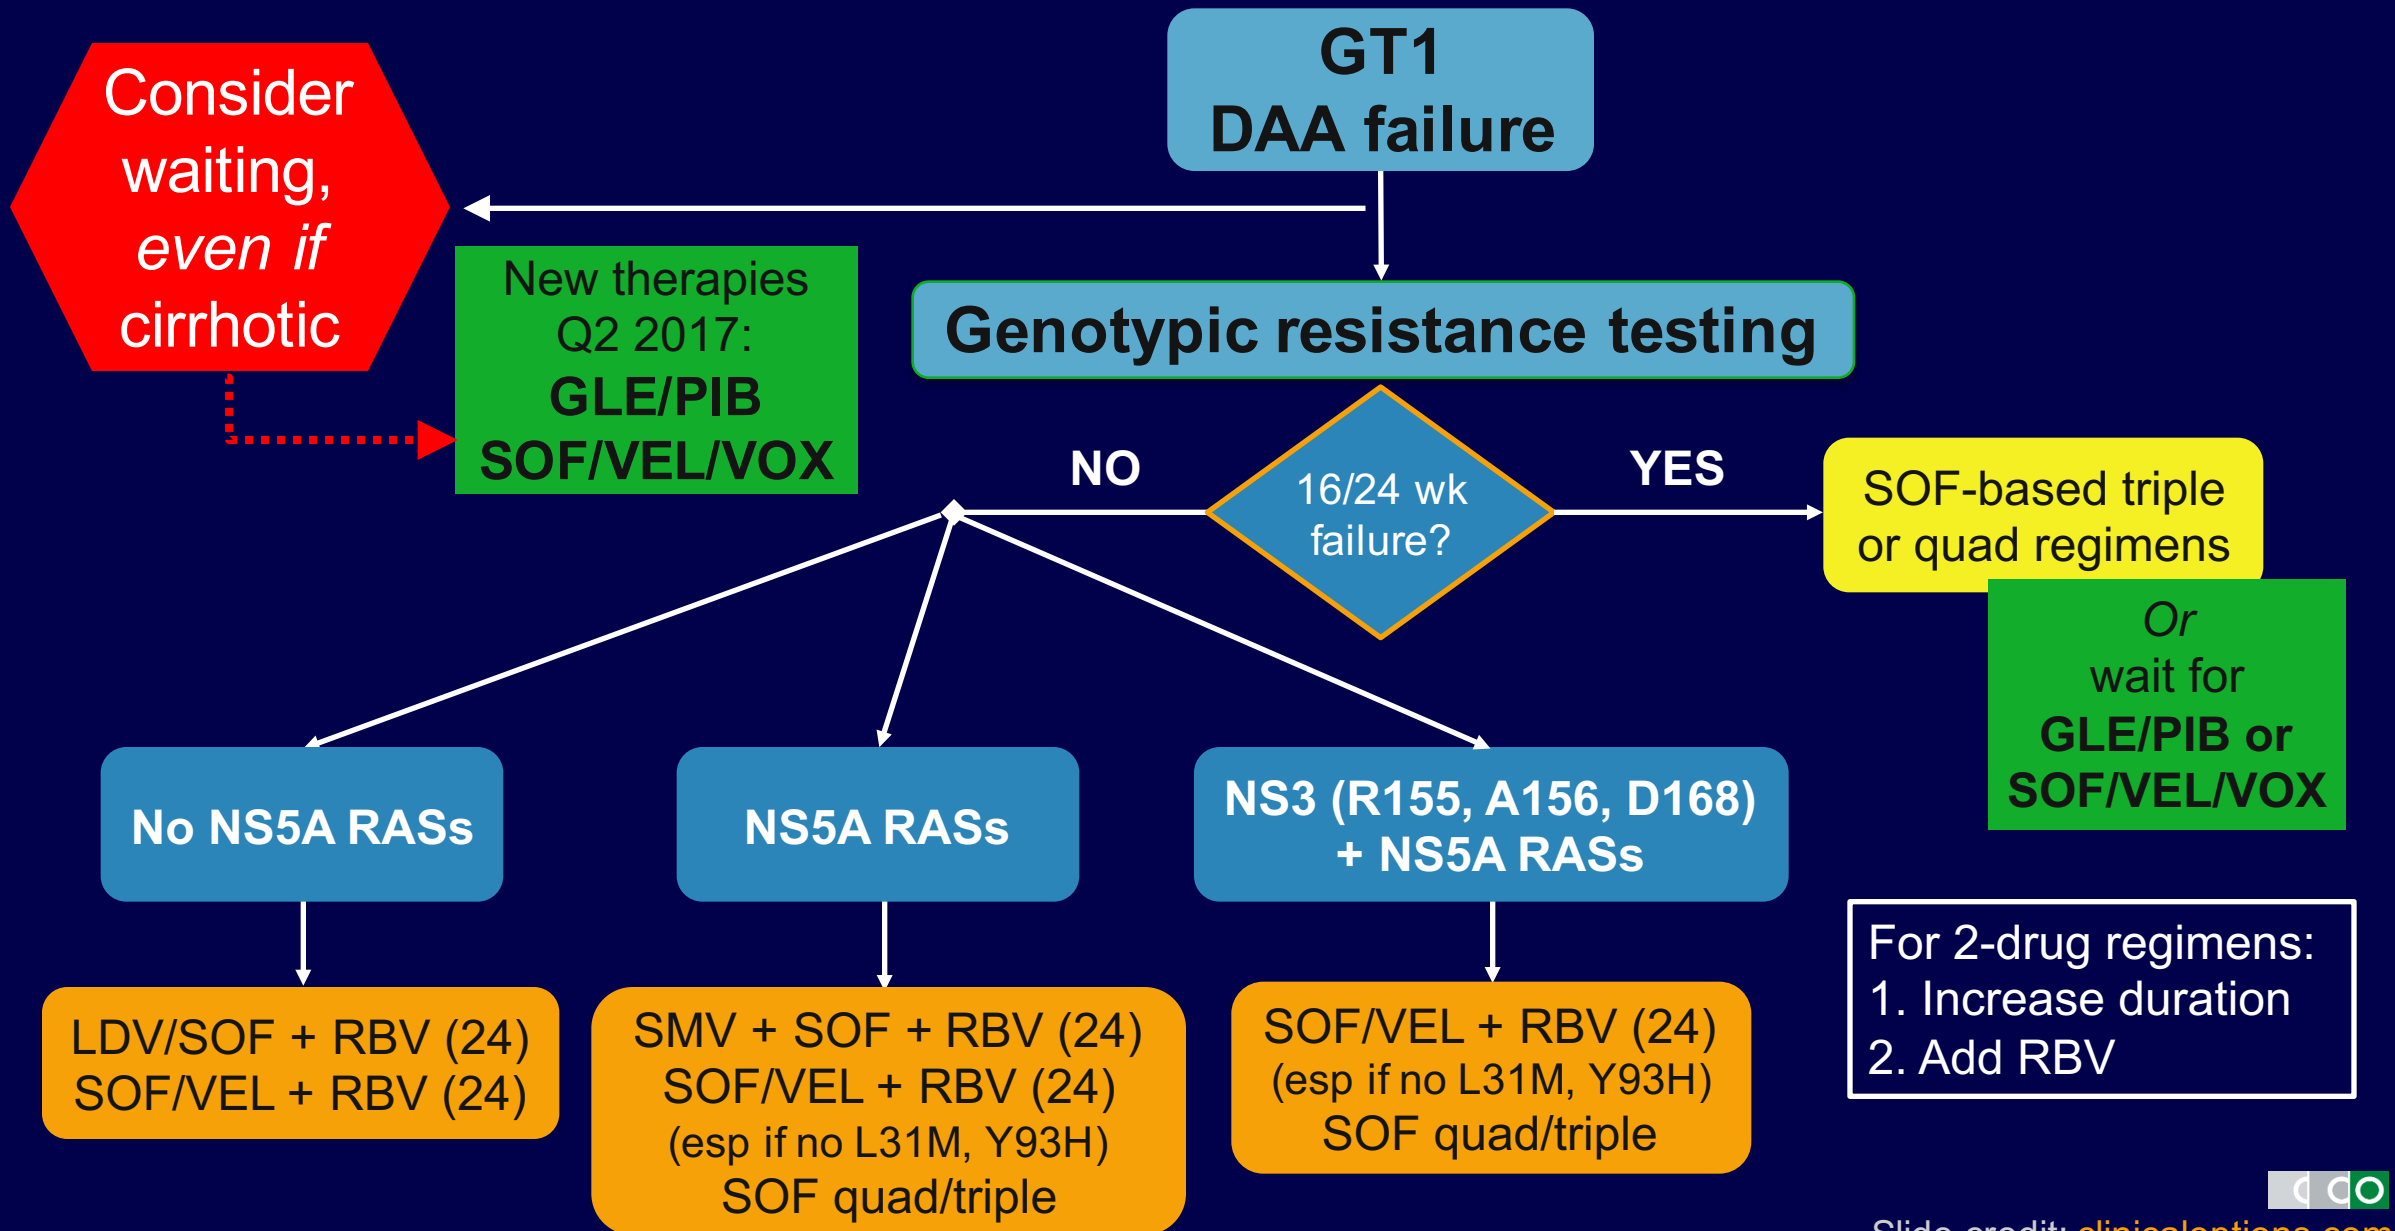 GT1
DAA failure
Consider
waiting,
even if
cirrhotic
New therapies
Q2 2017:
GLE/PIB
SOF/VEL/VOX
Genotypic resistance testing
NO
16/24 wk
failure?
YES
SOF-based triple
or quad regimens
Or
wait for
GLE/PIB or
SOF/VEL/VOX
No NS5A RASs
NS5A RASs
NS3 (R155, A156, D168)
+ NS5A RASs
LDV/SOF + RBV (24)
SOF/VEL + RBV (24)
SMV + SOF + RBV (24)
SOF/VEL + RBV (24)
(esp if no L31M, Y93H)
SOF quad/triple
SOF/VEL + RBV (24)
(esp if no L31M, Y93H)
SOF quad/triple
For 2-drug regimens:
1. Increase duration
2. Add RBV
CCO
Slide credit: clinicaloptions.com